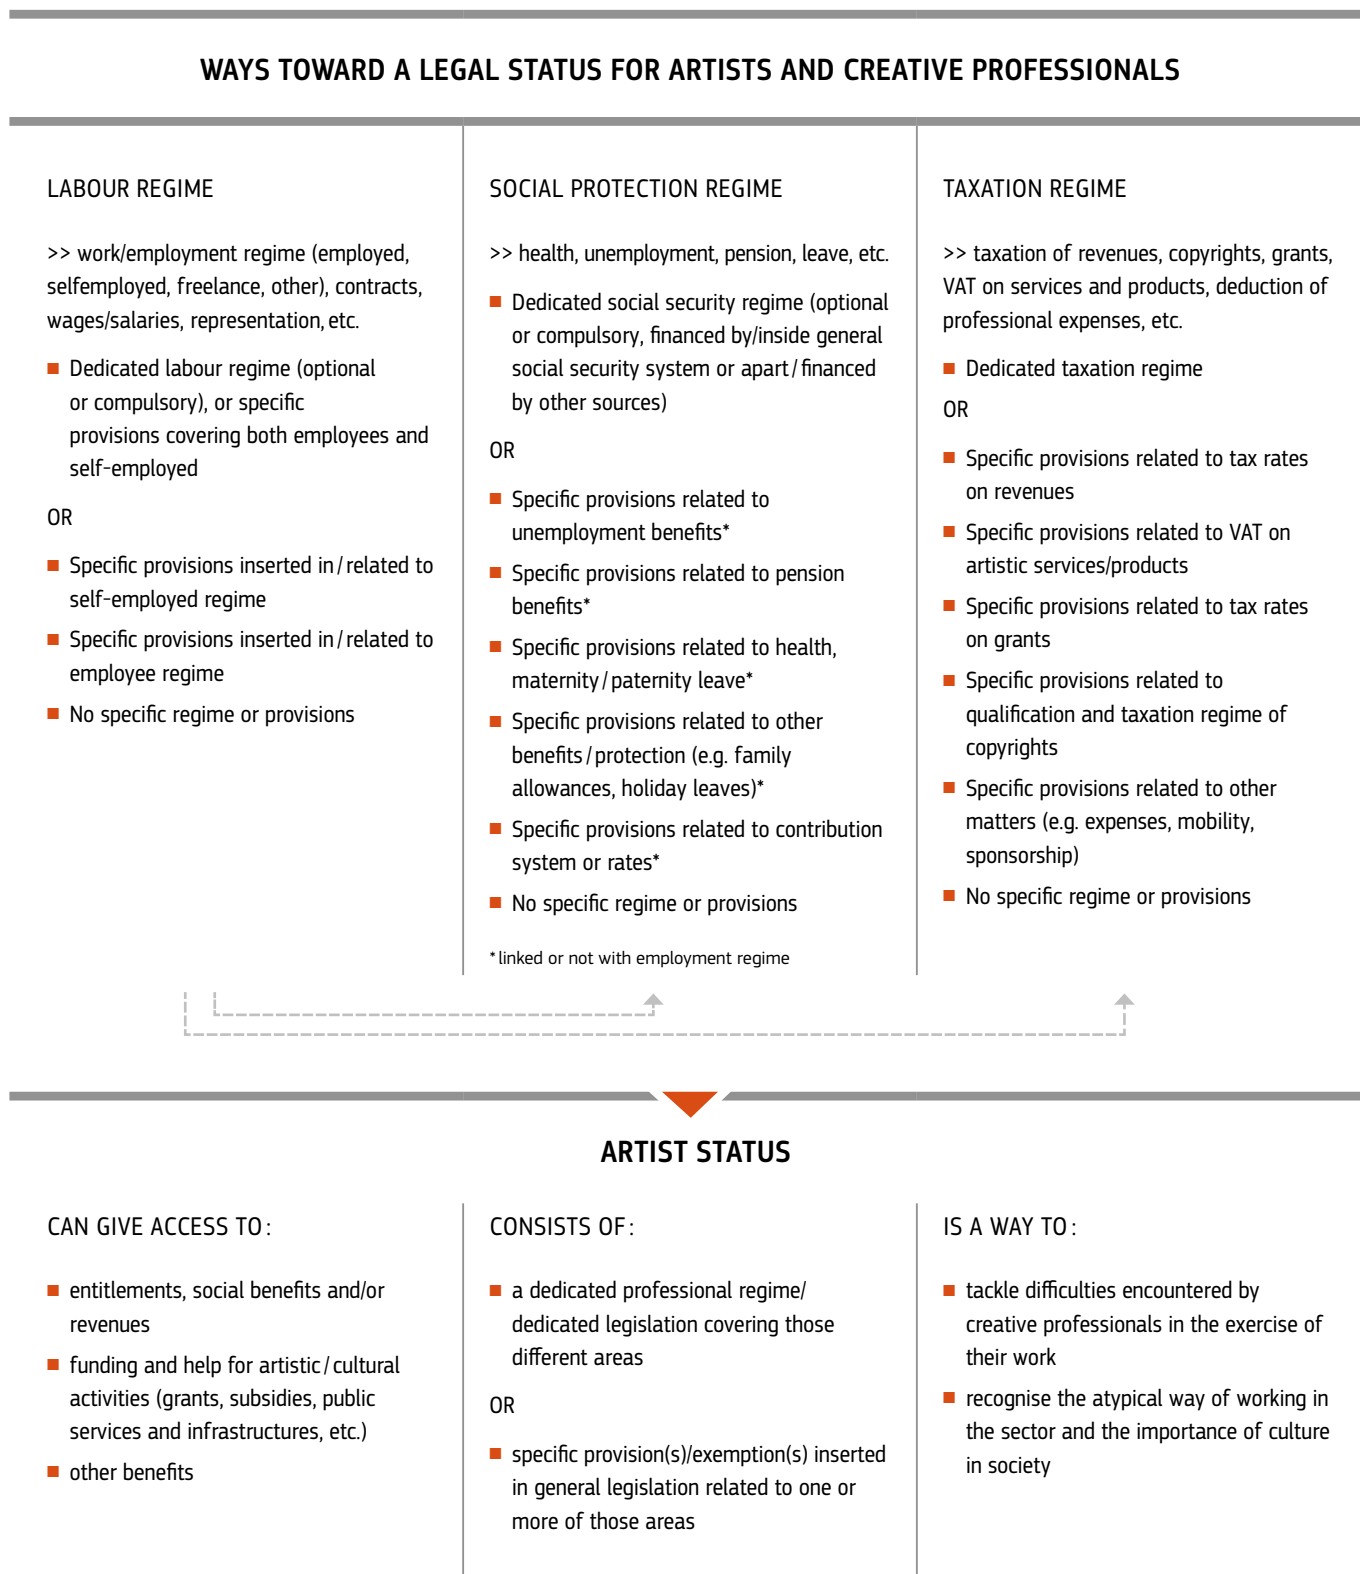 WAYS TOWARD A LEGAL STATUS FOR ARTISTS AND CREATIVE PROFESSIONALS
LABOUR REGIME
>> work/employment regime (employed,
selfemployed, freelance, other), contracts,
wages/salaries, representation, etc.
Dedicated labour regime (optional
or compulsory), or specific
provisions covering both employees and
self-employed
OR
Specific provisions inserted in / related to
self-employed regime
Specific provisions inserted in / related to
employee regime
No specific regime or provisions
SOCIAL PROTECTION REGIME
>> health, unemployment, pension, leave, etc.
Dedicated social security regime (optional
or compulsory, financed by/inside general
social security system or apart / financed
by other sources)
OR
Specific provisions related to
unemployment benefits*
Specific provisions related to pension
benefits*
Specific provisions related to health,
maternity / paternity leave*
Specific provisions related to other
benefits / protection (e.g. family
allowances, holiday leaves)*
Specific provisions related to contribution
system or rates*
No specific regime or provisions
* linked or not with employment regime
TAXATION REGIME
>> taxation of revenues, copyrights, grants,
VAT on services and products, deduction of
professional expenses, etc.
Dedicated taxation regime
OR
Specific provisions related to tax rates
on revenues
Specific provisions related to VAT on
artistic services/products
Specific provisions related to tax rates
on grants
Specific provisions related to
qualification and taxation regime of
copyrights
Specific provisions related to other
matters (e.g. expenses, mobility,
sponsorship)
No specific regime or provisions
ARTIST STATUS
CAN GIVE ACCESS TO :
entitlements, social benefits and/or
revenues
funding and help for artistic / cultural
activities (grants, subsidies, public
services and infrastructures, etc.)
other benefits
CONSISTS OF :
a dedicated professional regime/
dedicated legislation covering those
different areas
OR
specific provision(s)/exemption(s) inserted
in general legislation related to one or
more of those areas
IS A WAY TO :
tackle difficulties encountered by
creative professionals in the exercise of
their work
recognise the atypical way of working in
the sector and the importance of culture
in society